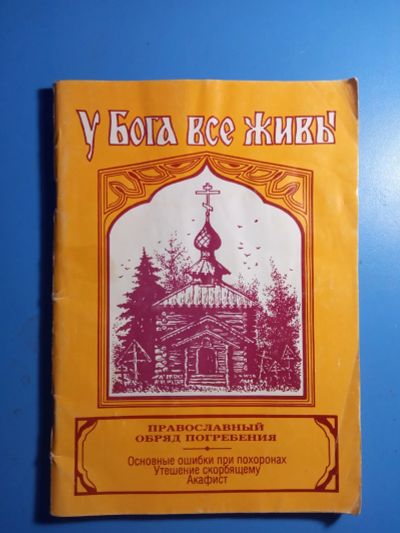 У БОГА ВСЕ ЖИВЫ
ПРАВОСЛАВНЫЙ
ОБРЯД ПОГРЕБЕНИЯ
Основные ошибки при похоронах
Утешение скорбящему
Акафист